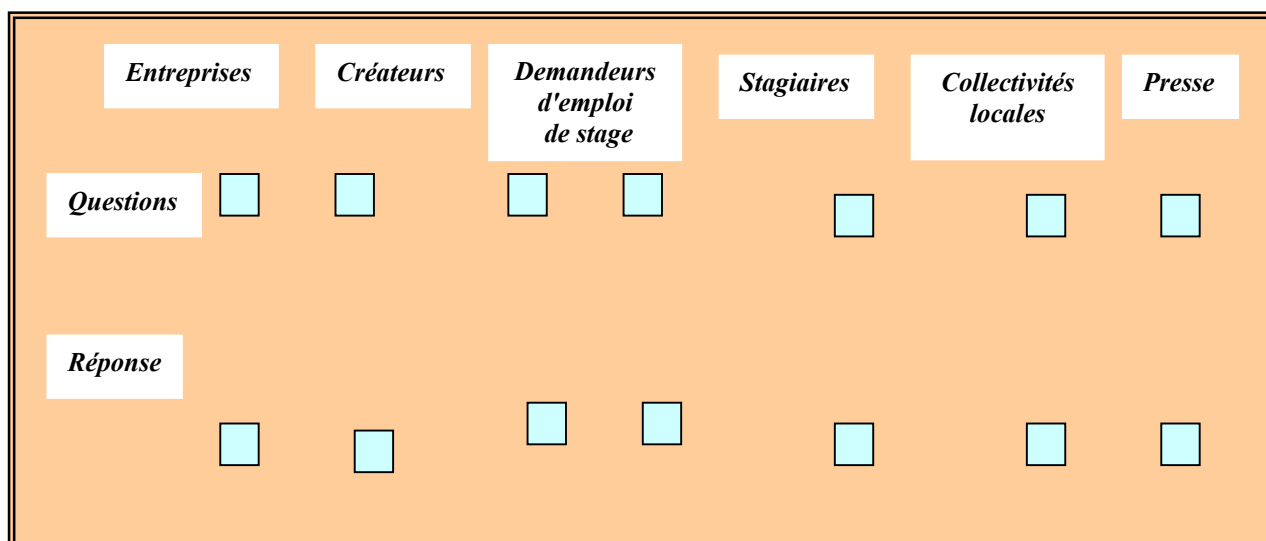 Entreprises
Créateurs
Demandeurs
d'emploi
de stage
Stagiaires
Collectivités
locales
Presse
Questions
Réponse